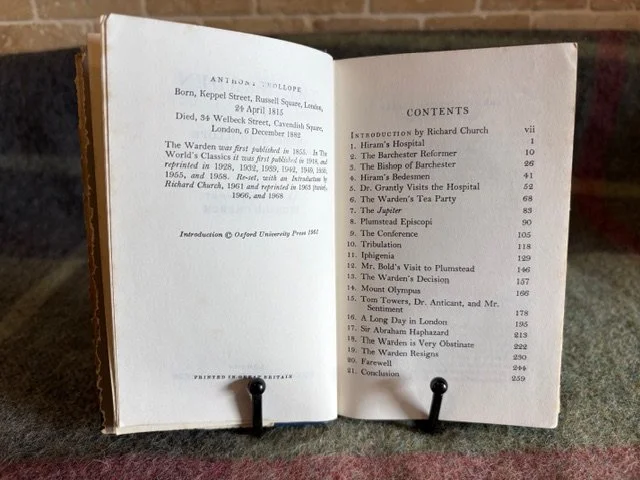 ANTHONY TROLLOPE
Born, Keppel Street, Russell Square, London,
24 April 1815
Died, 34 Welbeck Street, Cavendish Square,
London, 6 December 1882
The Warden was first published in 1855. In The
World's Classics it was first published in 1918, and
reprinted in 1928, 1932, 1939, 1942, 1949, 1950,
1955, and 1958. Re-set, with an Introduction by
Richard Church, 1961 and reprinted in 1963 (twice),
1966, and 1968
Introduction © Oxford University Press 1961
PRINTED IN GREAT BRITAIN
CONTENTS
INTRODUCTION by Richard Church vii
1. Hiram's Hospital 1
2. The Barchester Reformer 10
3. The Bishop of Barchester 26
4. Hiram's Bedesmen 41
5. Dr. Grantly Visits the Hospital 52
6. The Warden's Tea Party 68
7. The Jupiter 83
8. Plumstead Episcopi 90
9. The Conference 105
10. Tribulation 118
11. Iphigenia 129
12. Mr. Bold's Visit to Plumstead 146
13. The Warden's Decision 157
14. Mount Olympus 166
15. Tom Towers, Dr. Anticant, and Mr.
Sentiment 178
16. A Long Day in London 195
17. Sir Abraham Haphazard 213
18. The Warden is Very Obstinate 222
19. The Warden Resigns 230
20. Farewell 244
21. Conclusion 259